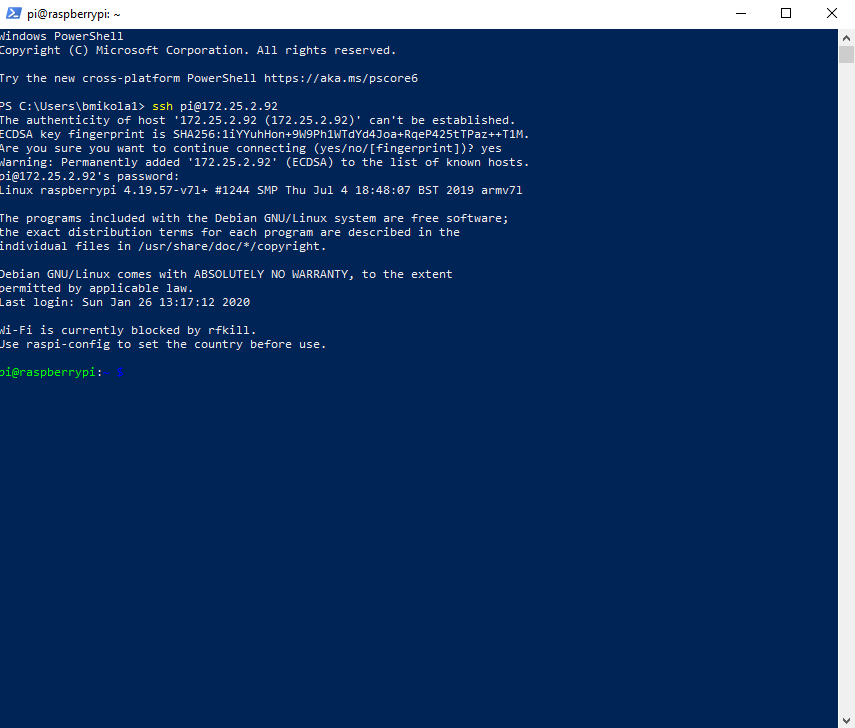 pi@raspberrypi: ~
Windows PowerShell
Copyright (C) Microsoft Corporation. All rights reserved.
Try the new cross-platform PowerShell https://aka.ms/pscore6
PS C:\Users\bmikola1> ssh pi@172.25.2.92
The authenticity of host '172.25.2.92 (172.25.2.92)' can't be established.
ECDSA key fingerprint is SHA256:1iYYuhHon+9W9Ph1WTdYd4Joa+RqeP425tTPaz++T1M.
Are you sure you want to continue connecting (yes/no/[fingerprint])? yes
Warning: Permanently added '172.25.2.92' (ECDSA) to the list of known hosts.
pi@172.25.2.92's password:
Linux raspberrypi 4.19.57-v7l+ #1244 SMP Thu Jul 4 18:48:07 BST 2019 armv7l
The programs included with the Debian GNU/Linux system are free software;
the exact distribution terms for each program are described in the
individual files in /usr/share/doc/*/copyright.
Debian GNU/Linux comes with ABSOLUTELY NO WARRANTY, to the extent
permitted by applicable law.
Last login: Sun Jan 26 13:17:12 2020
Wi-Fi is currently blocked by rfkill.
Use raspi-config to set the country before use.
pi@raspberrypi:~ $